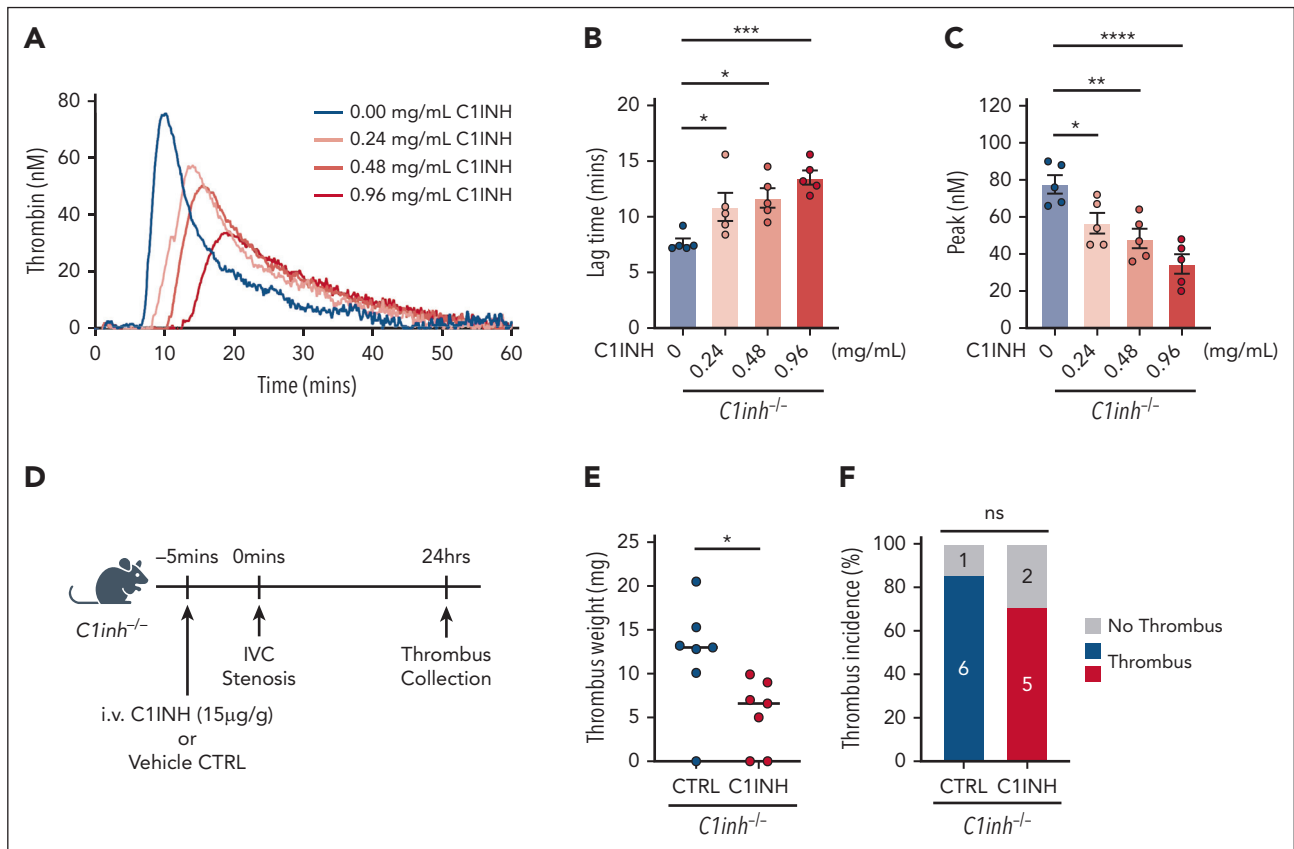 A
80
60
40
20
0
Thrombin (nM)
0 10 20 30 40 50 60
Time (mins)
0.00 mg/mL C1INH
0.24 mg/mL C1INH
0.48 mg/mL C1INH
0.96 mg/mL C1INH
B
***
*
*
20
15
10
5
0
Lag time (mins)
C1INH 0 0.24 0.48 0.96 (mg/mL)
C1inh–/–
C
****
**
*
120
100
80
60
40
20
0
Peak (nM)
C1INH 0 0.24 0.48 0.96 (mg/mL)
C1inh–/–
D
–5mins 0mins 24hrs
C1inh–/–
IVC
Stenosis
Thrombus
Collection
i.v. C1INH (15µg/g)
or
Vehicle CTRL
E
*
25
20
15
10
5
0
Thrombus weight (mg)
CTRL C1INH
C1inh–/–
F
ns
100
80
60
40
20
0
Thrombus incidence (%)
1 2
6 5
CTRL C1INH
C1inh–/–
No Thrombus
Thrombus